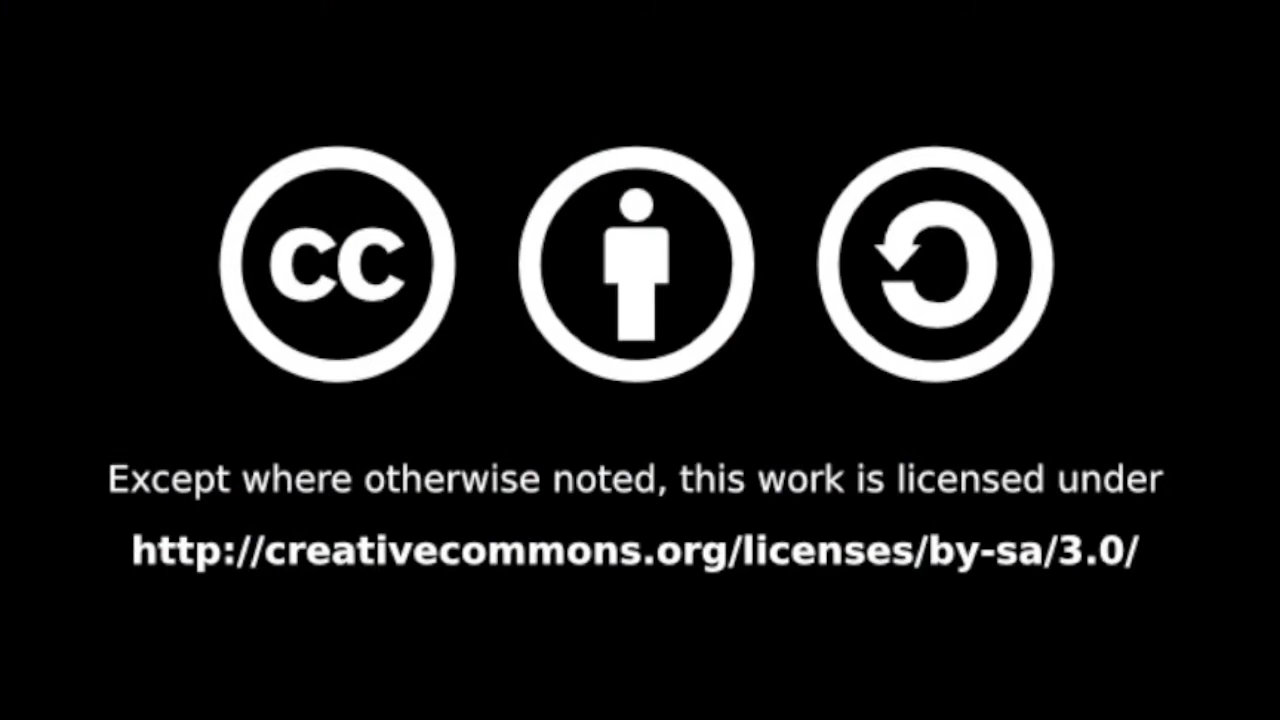 cc
Except where otherwise noted, this work is licensed under
http://creativecommons.org/licenses/by-sa/3.0/